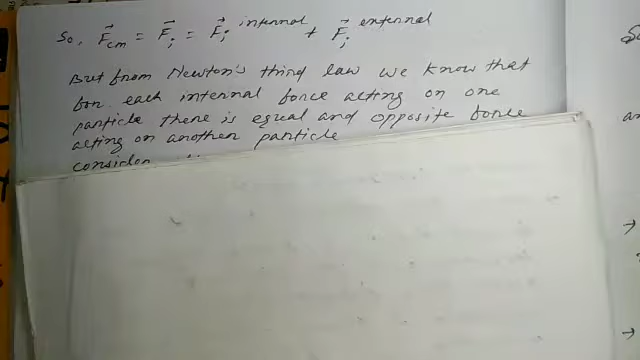 So, F⃗cm = F⃗i = F⃗i internal + F⃗i external
But from Newton's third law we know that
for each internal force acting on one
particle there is equal and opposite force
acting on another particle
consider